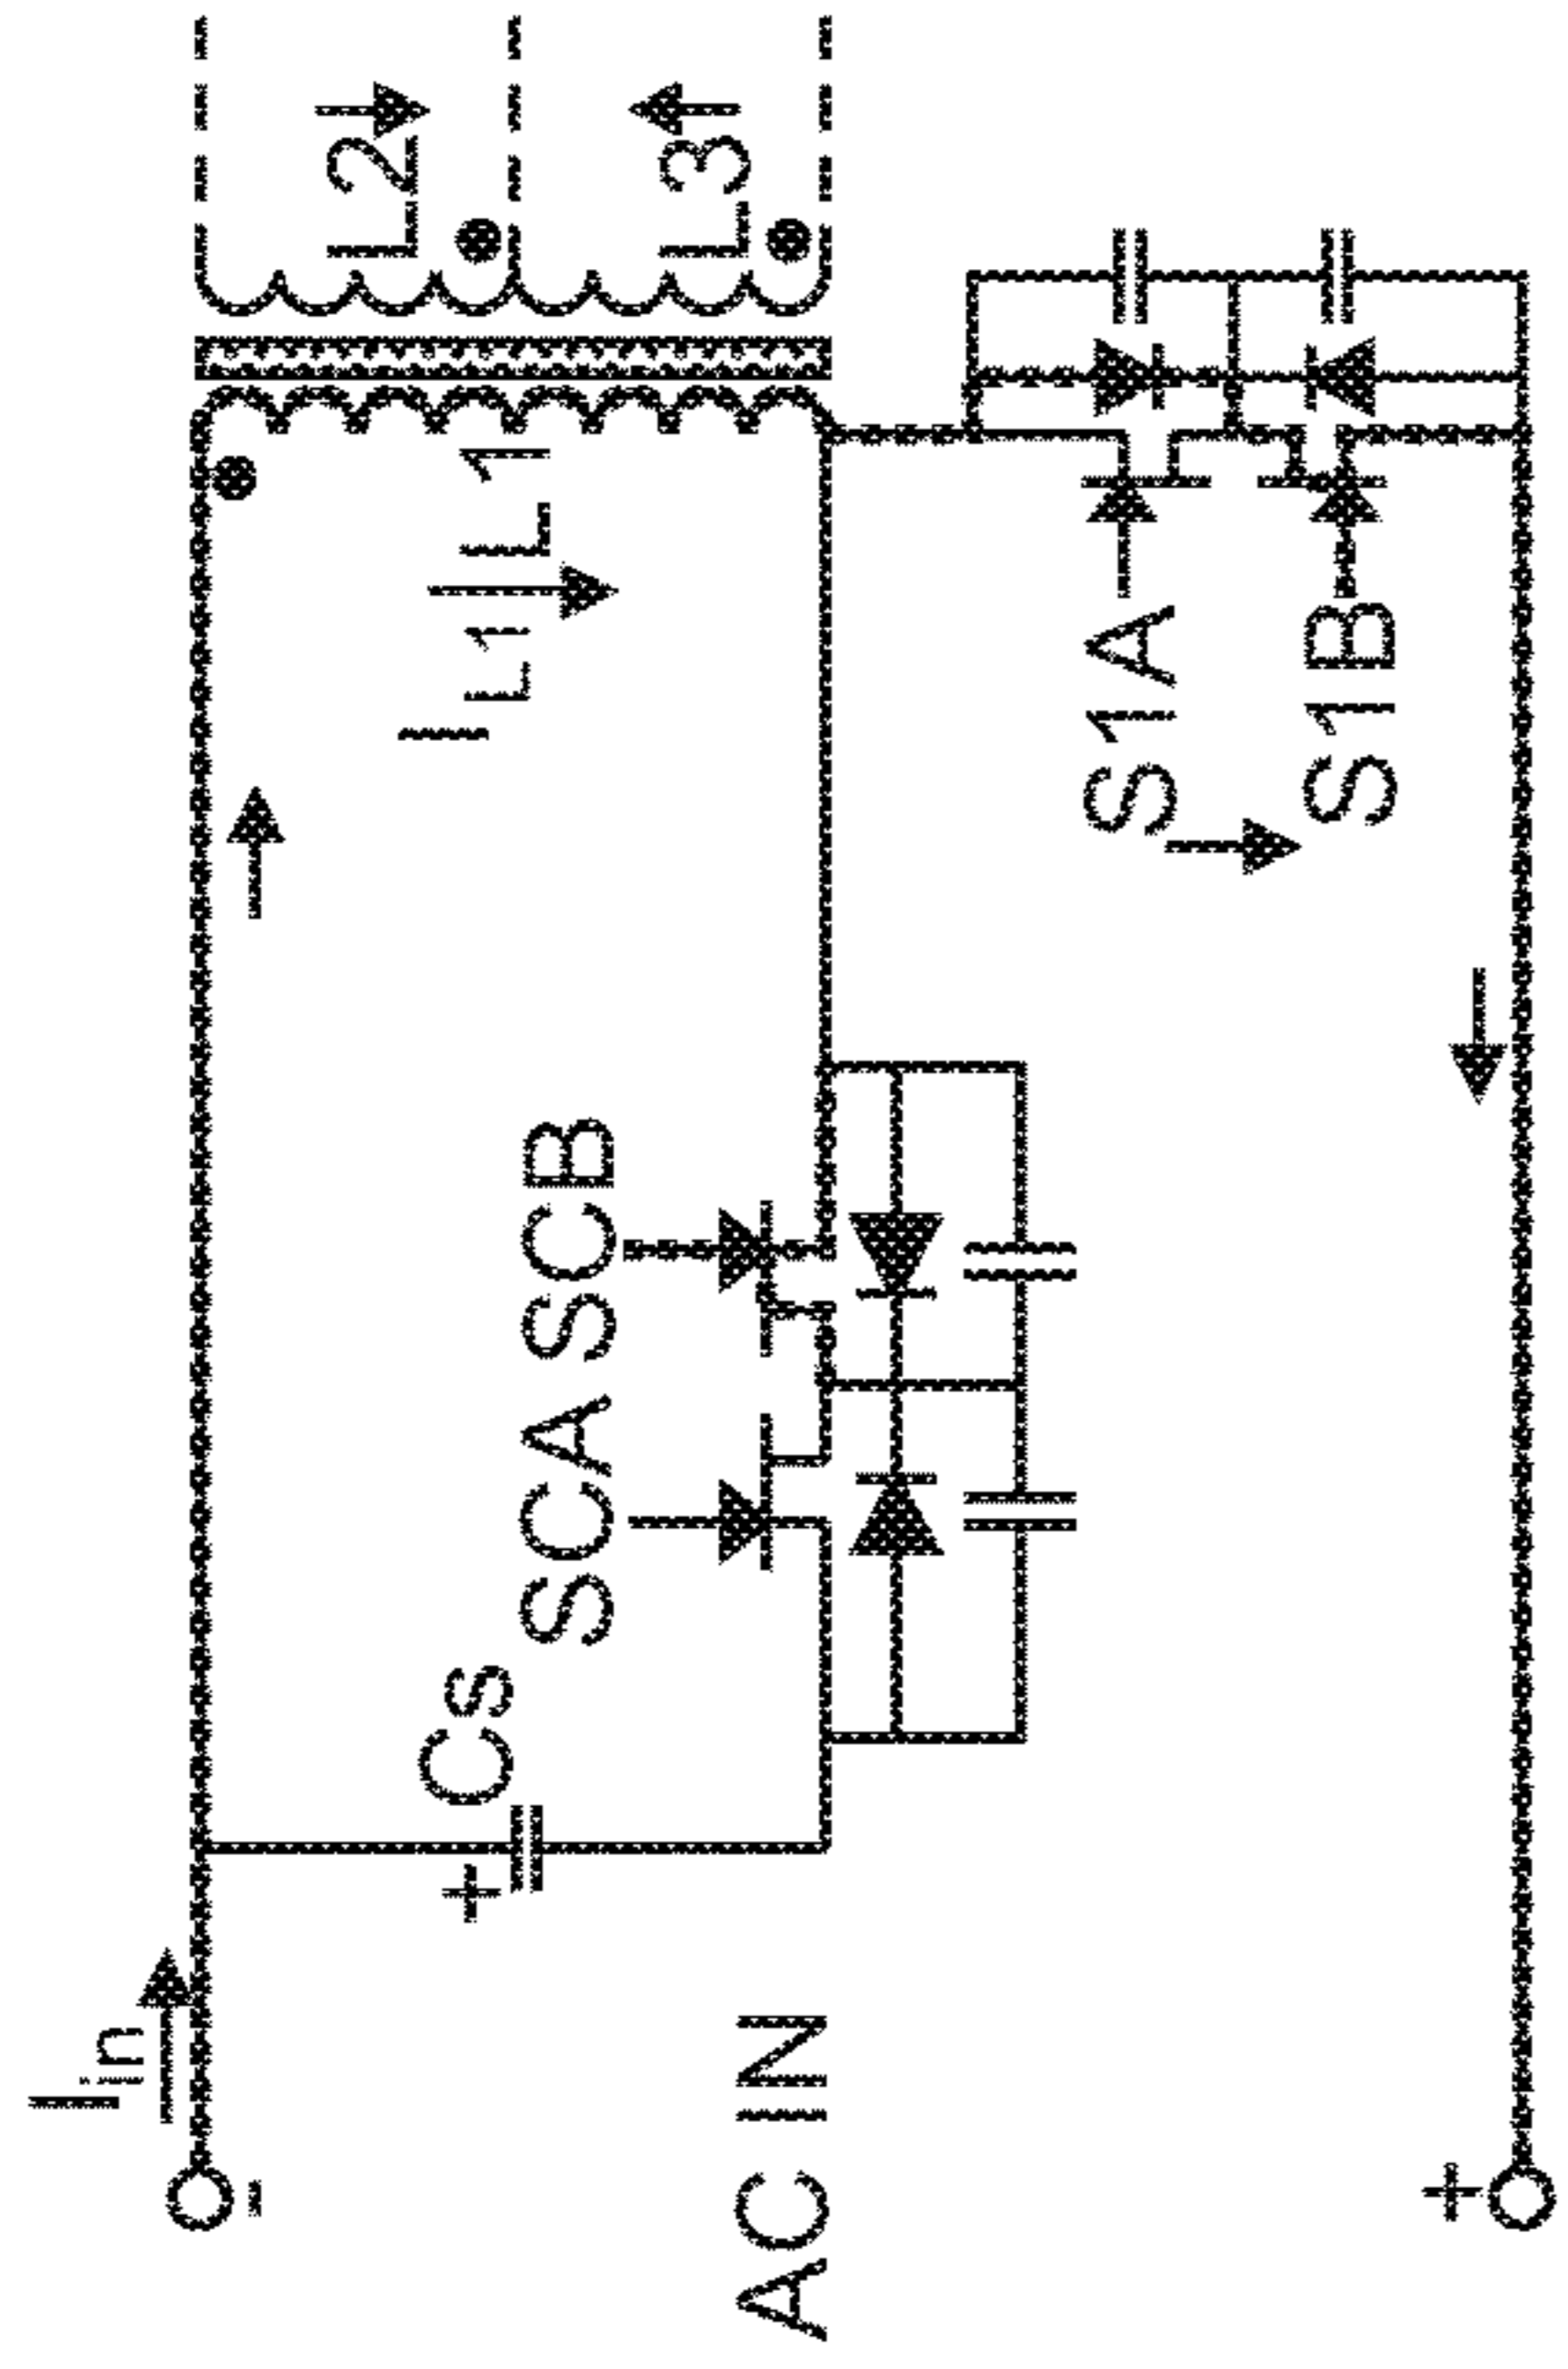 Iin
-
+
Cs
AC IN
SCA SCB
IL1
L1
L2
L3
S1A
S1B
+